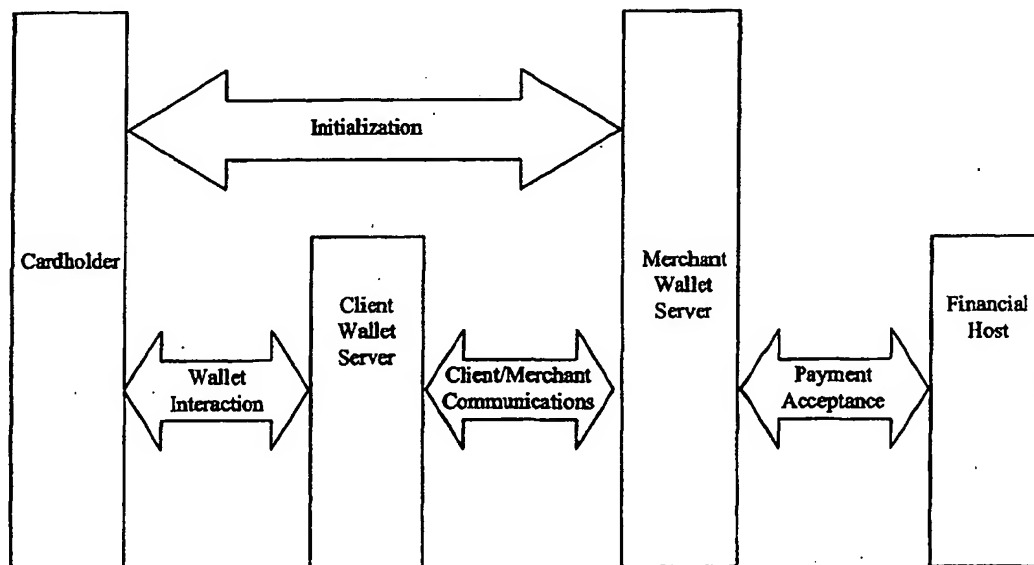 Initialization
Cardholder
Client
Wallet
Server
Merchant
Wallet
Server
Financial
Host
Wallet
Interaction
Client/Merchant
Communications
Payment
Acceptance